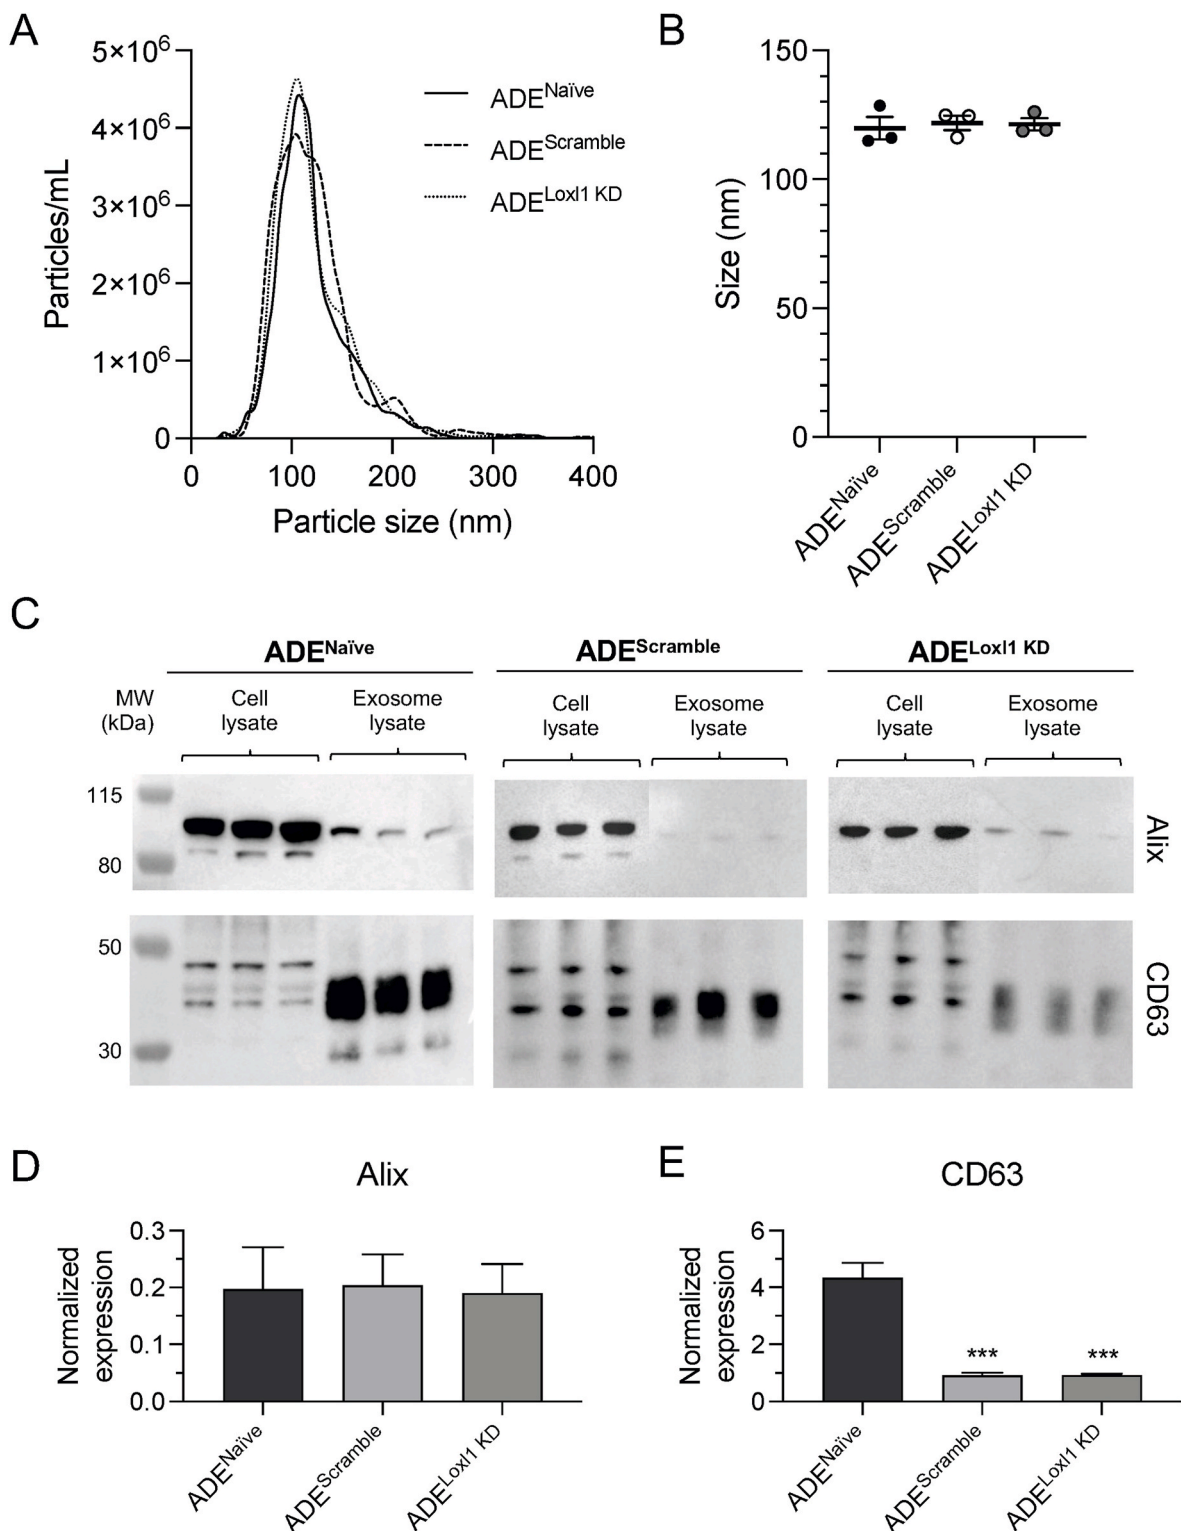 A
5×10⁶
4×10⁶
3×10⁶
2×10⁶
1×10⁶
0
0 100 200 300 400
Particles/mL
Particle size (nm)
ADE^Naïve
ADE^Scramble
ADE^Loxl1 KD
B
150
100
50
0
Size (nm)
ADE^Naïve
ADE^Scramble
ADE^Loxl1 KD
C
ADE^Naïve
ADE^Scramble
ADE^Loxl1 KD
MW
(kDa)
Cell
lysate
Exosome
lysate
Cell
lysate
Exosome
lysate
Cell
lysate
Exosome
lysate
115
80
Alix
50
30
CD63
D
Alix
0.3
0.2
0.1
0.0
Normalized
expression
ADE^Naïve
ADE^Scramble
ADE^Loxl1 KD
E
CD63
6
4
2
0
Normalized
expression
*** ***
ADE^Naïve
ADE^Scramble
ADE^Loxl1 KD